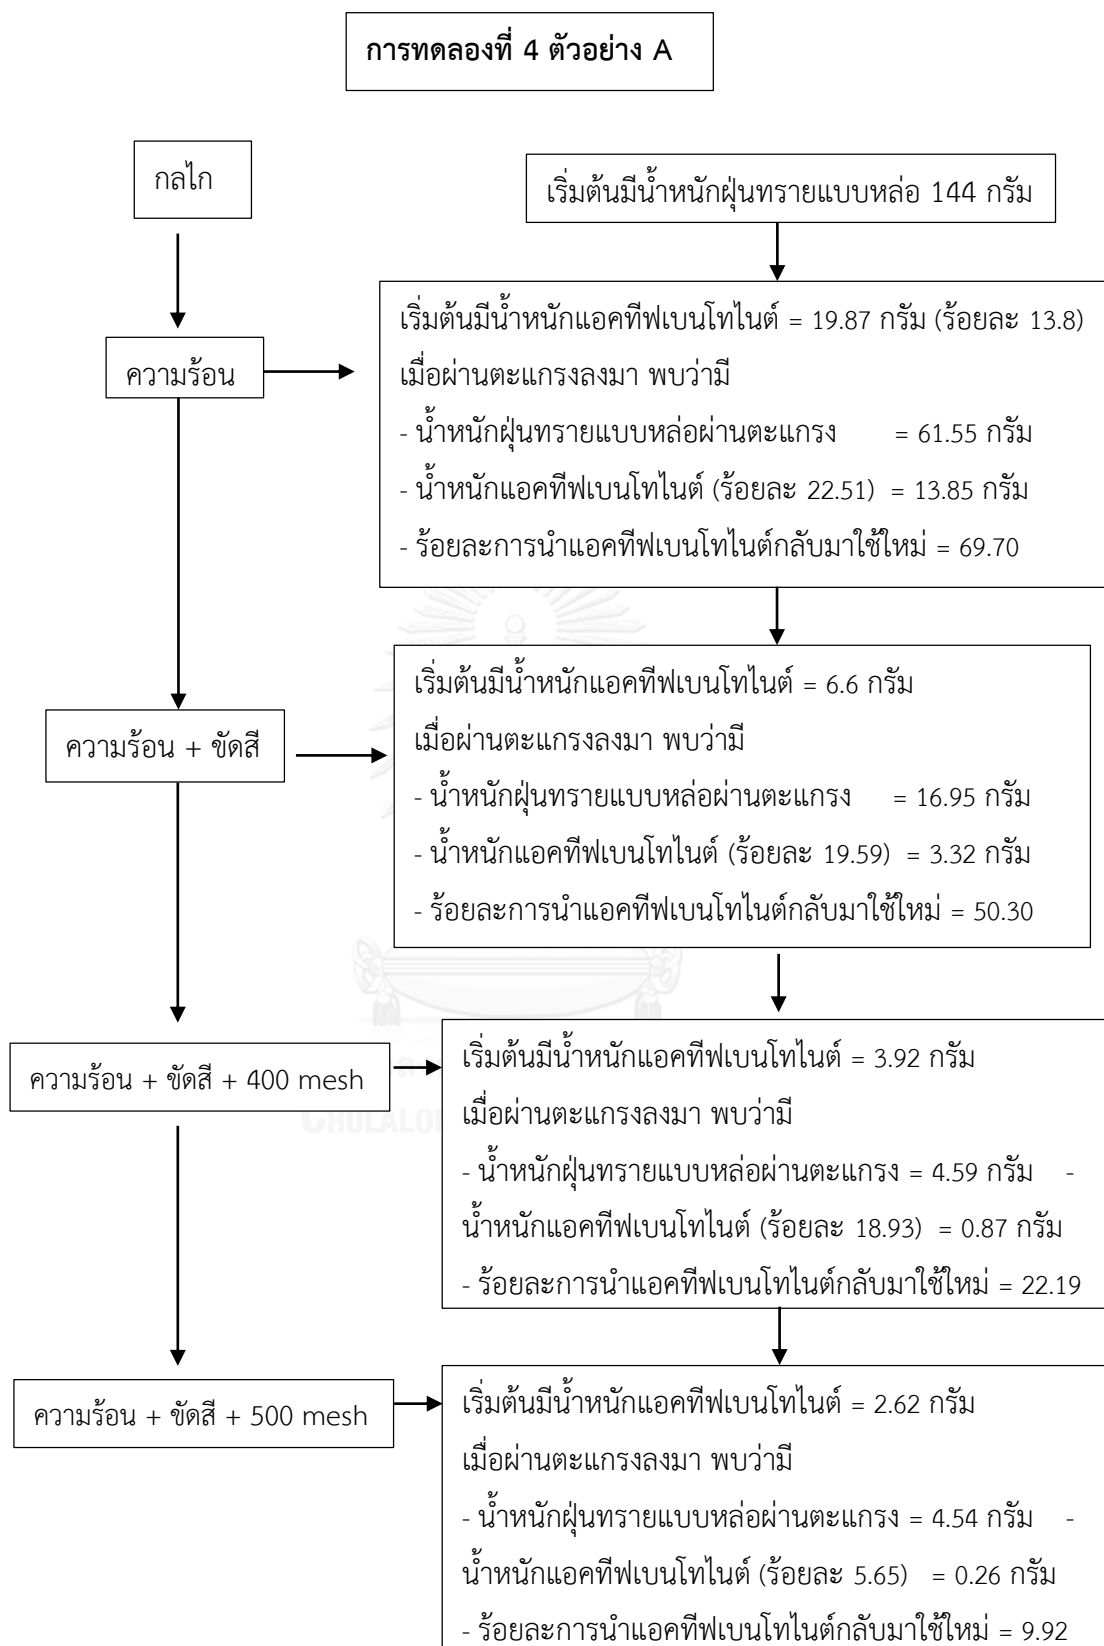 การทดลองที่ 4 ตัวอย่าง A
กลไก
เริ่มต้นมีน้ำหนักฝุ่นทรายแบบหล่อ 144 กรัม
ความร้อน
เริ่มต้นมีน้ำหนักแอคทีฟเบนโทไนต์ = 19.87 กรัม (ร้อยละ 13.8)
เมื่อผ่านตะแกรงลงมา พบว่ามี
- น้ำหนักฝุ่นทรายแบบหล่อผ่านตะแกรง = 61.55 กรัม
- น้ำหนักแอคทีฟเบนโทไนต์ (ร้อยละ 22.51) = 13.85 กรัม
- ร้อยละการนำแอคทีฟเบนโทไนต์กลับมาใช้ใหม่ = 69.70
ความร้อน + ขัดสี
เริ่มต้นมีน้ำหนักแอคทีฟเบนโทไนต์ = 6.6 กรัม
เมื่อผ่านตะแกรงลงมา พบว่ามี
- น้ำหนักฝุ่นทรายแบบหล่อผ่านตะแกรง = 16.95 กรัม
- น้ำหนักแอคทีฟเบนโทไนต์ (ร้อยละ 19.59) = 3.32 กรัม
- ร้อยละการนำแอคทีฟเบนโทไนต์กลับมาใช้ใหม่ = 50.30
ความร้อน + ขัดสี + 400 mesh
เริ่มต้นมีน้ำหนักแอคทีฟเบนโทไนต์ = 3.92 กรัม
เมื่อผ่านตะแกรงลงมา พบว่ามี
- น้ำหนักฝุ่นทรายแบบหล่อผ่านตะแกรง = 4.59 กรัม -
น้ำหนักแอคทีฟเบนโทไนต์ (ร้อยละ 18.93) = 0.87 กรัม
- ร้อยละการนำแอคทีฟเบนโทไนต์กลับมาใช้ใหม่ = 22.19
ความร้อน + ขัดสี + 500 mesh
เริ่มต้นมีน้ำหนักแอคทีฟเบนโทไนต์ = 2.62 กรัม
เมื่อผ่านตะแกรงลงมา พบว่ามี
- น้ำหนักฝุ่นทรายแบบหล่อผ่านตะแกรง = 4.54 กรัม -
น้ำหนักแอคทีฟเบนโทไนต์ (ร้อยละ 5.65) = 0.26 กรัม
- ร้อยละการนำแอคทีฟเบนโทไนต์กลับมาใช้ใหม่ = 9.92